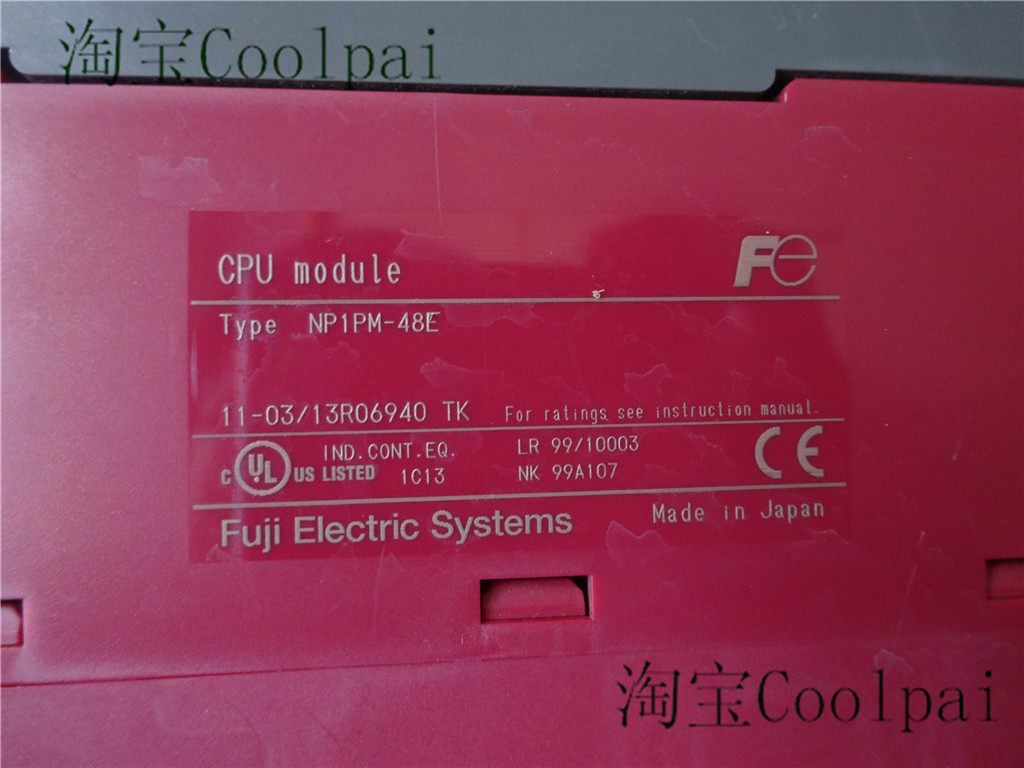 淘宝Coolpai
CPU module
Fe
Type NP1PM-48E
11-03/13R06940 TK For ratings see instruction manual.
IND.CONT.EQ. LR 99/10003
C UL US LISTED 1C13 NK 99A107
CE
Fuji Electric Systems Made in Japan
淘宝Coolpai